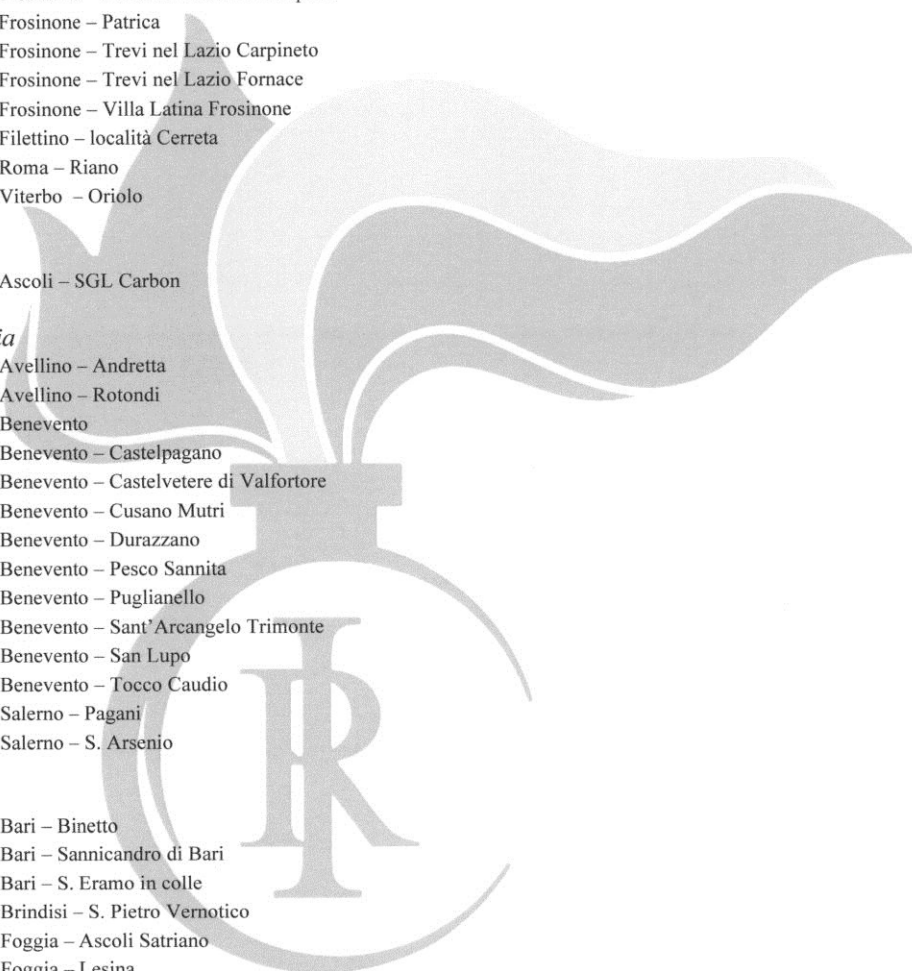 Frosinone – Patrica
Frosinone – Trevi nel Lazio Carpineto
Frosinone – Trevi nel Lazio Fornace
Frosinone – Villa Latina Frosinone
Filettino – località Cerreta
Roma – Riano
Viterbo – Oriolo
Ascoli – SGL Carbon
ia
Avellino – Andretta
Avellino – Rotondi
Benevento
Benevento – Castelpagano
Benevento – Castelvetere di Valfortore
Benevento – Cusano Mutri
Benevento – Durazzano
Benevento – Pesco Sannita
Benevento – Puglianello
Benevento – Sant'Arcangelo Trimonte
Benevento – San Lupo
Benevento – Tocco Caudio
Salerno – Pagani
Salerno – S. Arsenio
RI
Bari – Binetto
Bari – Sannicandro di Bari
Bari – S. Eramo in colle
Brindisi – S. Pietro Vernotico
Foggia – Ascoli Satriano
Foggia – Lesina